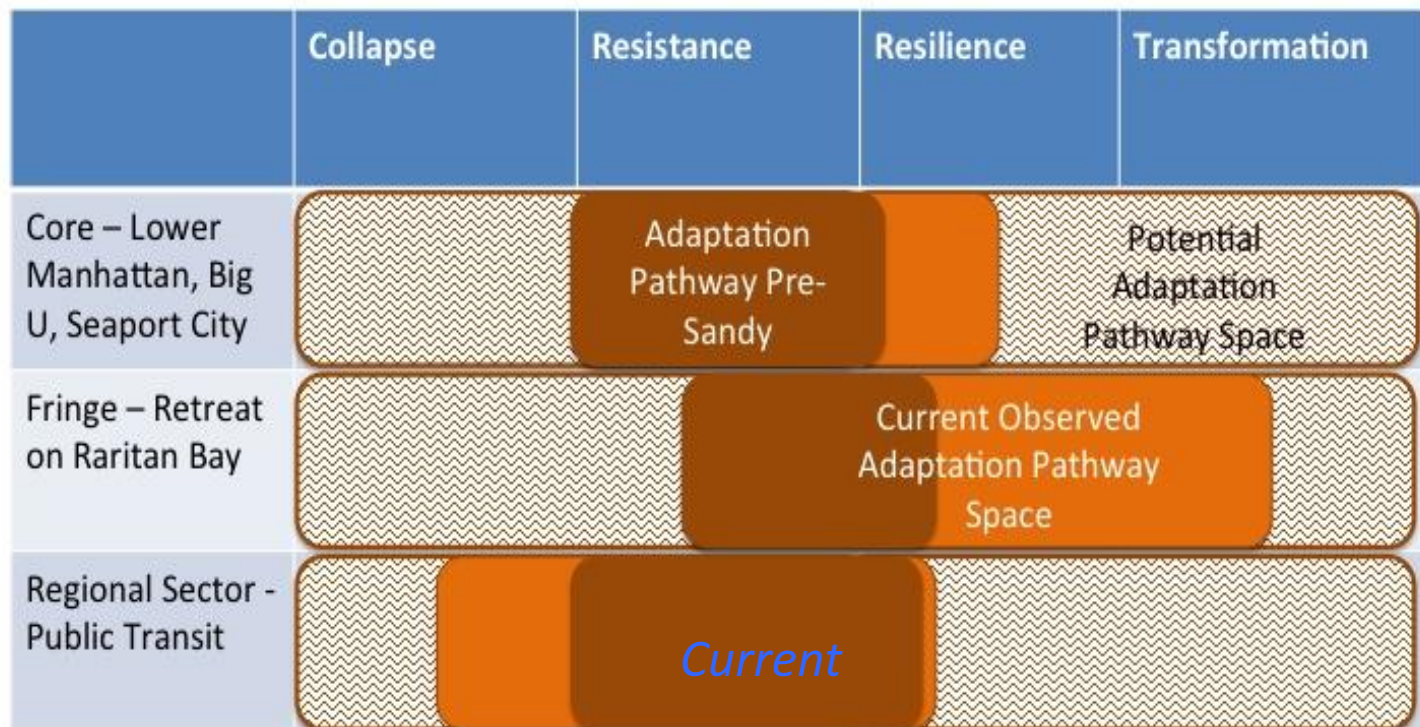 Collapse
Resistance
Resilience
Transformation
Core – Lower
Manhattan, Big
U, Seaport City
Adaptation
Pathway Pre-
Sandy
Potential
Adaptation
Pathway Space
Fringe – Retreat
on Raritan Bay
Current Observed
Adaptation Pathway
Space
Regional Sector -
Public Transit
Current